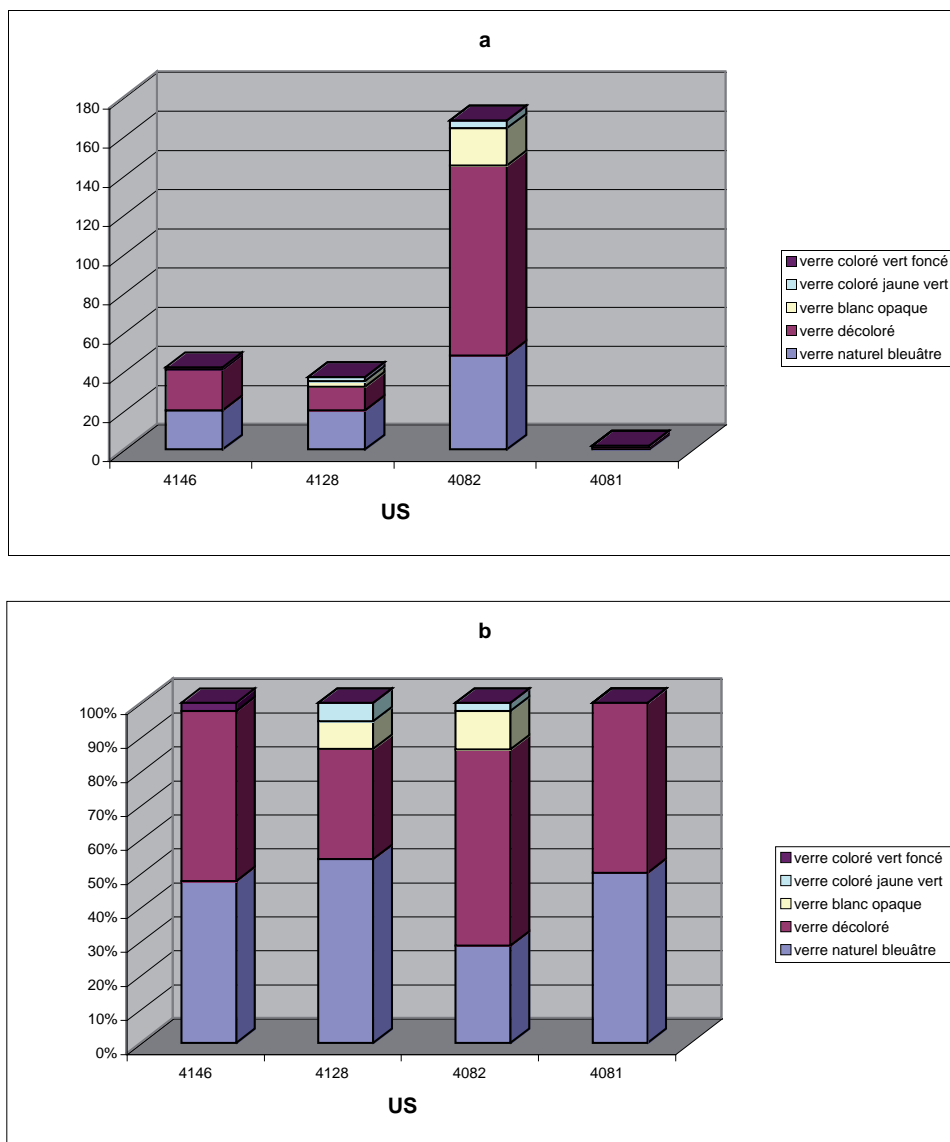 a
180
160
140
120
100
80
60
40
20
0
4146 4128 4082 4081
US
verre coloré vert foncé
verre coloré jaune vert
verre blanc opaque
verre décoloré
verre naturel bleuâtre
b
100%
90%
80%
70%
60%
50%
40%
30%
20%
10%
0%
4146 4128 4082 4081
US
verre coloré vert foncé
verre coloré jaune vert
verre blanc opaque
verre décoloré
verre naturel bleuâtre